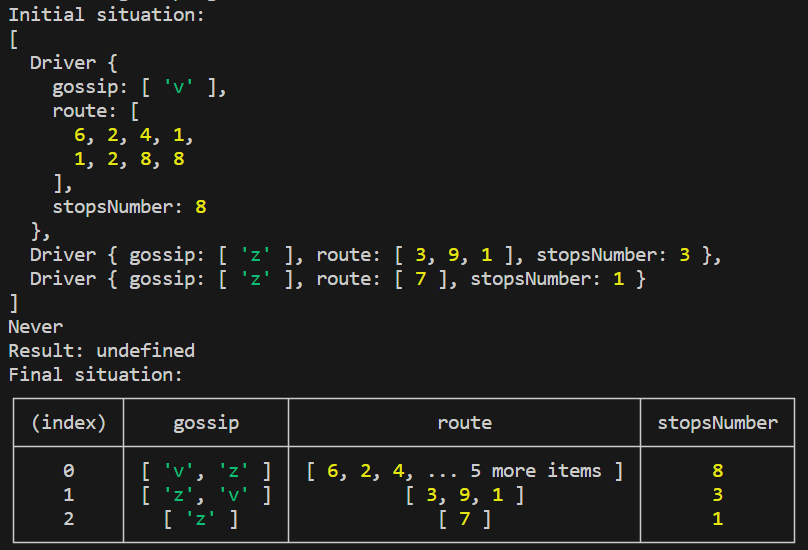 Initial situation:
[
  Driver {
    gossip: [ 'v' ],
    route: [
      6, 2, 4, 1,
      1, 2, 8, 8
    ],
    stopsNumber: 8
  },
  Driver { gossip: [ 'z' ], route: [ 3, 9, 1 ], stopsNumber: 3 },
  Driver { gossip: [ 'z' ], route: [ 7 ], stopsNumber: 1 }
]
Never
Result: undefined
Final situation:
(index) gossip route stopsNumber
0 [ 'v', 'z' ] [ 6, 2, 4, ... 5 more items ] 8
1 [ 'z', 'v' ] [ 3, 9, 1 ] 3
2 [ 'z' ] [ 7 ] 1